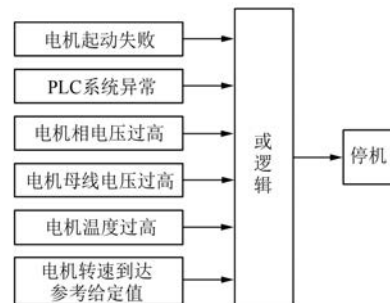 电机起动失败
PLC系统异常
电机相电压过高
电机母线电压过高
电机温度过高
电机转速到达
参考给定值
或
逻
辑
停机